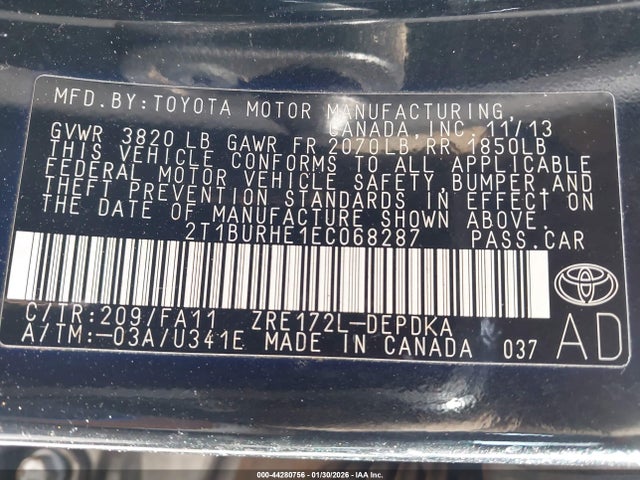 MFD.BY:TOYOTA MOTOR MANUFACTURING,
CANADA,INC. 11/13
GVWR 3820 LB GAWR FR 2070LB,RR 1850LB
THIS VEHICLE CONFORMS TO ALL APPLICABLE
FEDERAL MOTOR VEHICLE SAFETY,BUMPER,AND
THEFT PREVENTION STANDARDS IN EFFECT ON
THE DATE OF MANUFACTURE SHOWN ABOVE.
2T1BURHE1EC068287 PASS.CAR
C/TR:209/FA11 ZRE172L-DEPDKA
A/TM:-03A/U341E MADE IN CANADA 037
AD
000-44280756 - 01/30/2026 - IAA Inc.